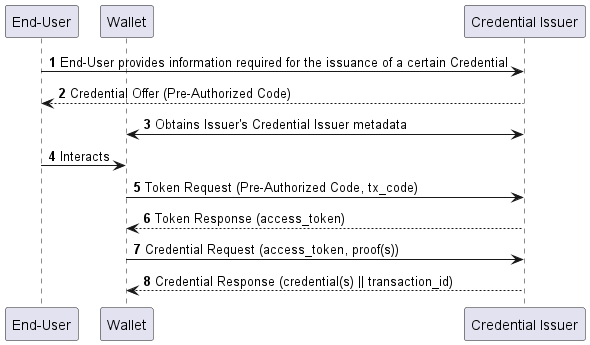 End-User Wallet Credential Issuer
1 End-User provides information required for the issuance of a certain Credential
2 Credential Offer (Pre-Authorized Code)
3 Obtains Issuer's Credential Issuer metadata
4 Interacts
5 Token Request (Pre-Authorized Code, tx_code)
6 Token Response (access_token)
7 Credential Request (access_token, proof(s))
8 Credential Response (credential(s) || transaction_id)
End-User Wallet Credential Issuer